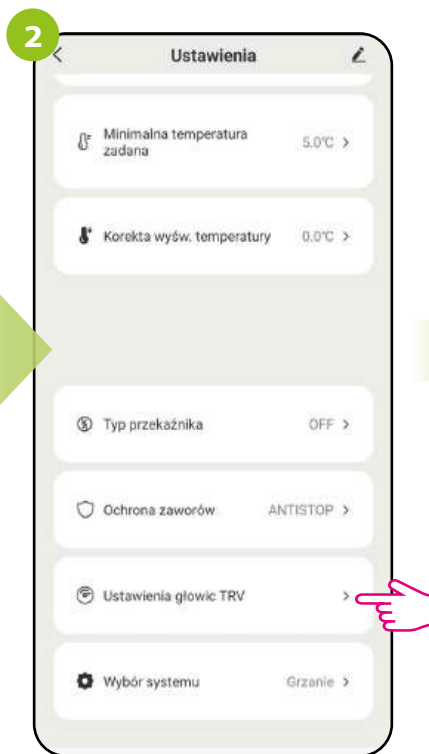 2
Ustawienia
Minimalna temperatura
zadana
5.0°C
Korekta wyśw. temperatury
0.0°C
Typ przekaźnika
OFF
Ochrona zaworów
ANTISTOP
Ustawienia głowic TRV
Wybór systemu
Grzanie